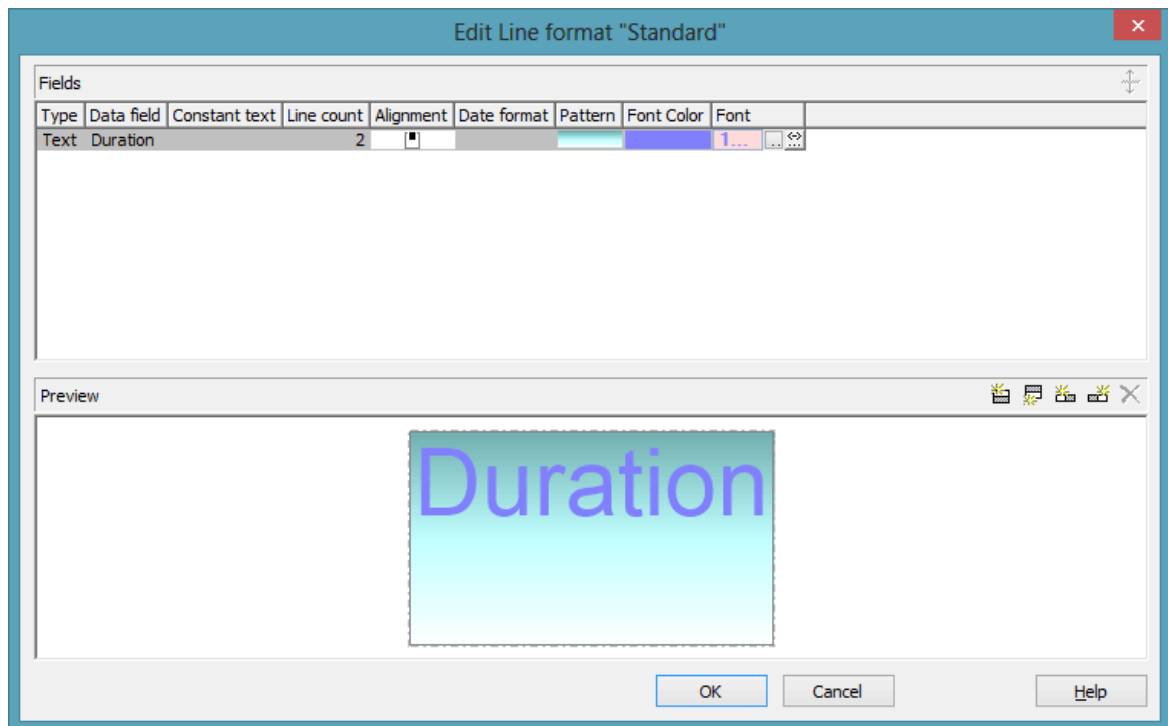 Edit Line format "Standard"
Fields
Type Data field Constant text Line count Alignment Date format Pattern Font Color Font
Text Duration 2 1...
Preview
Duration
OK Cancel Help